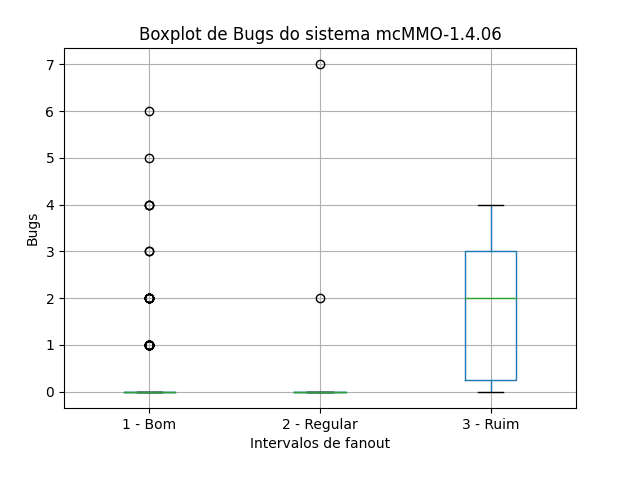 Boxplot de Bugs do sistema mcMMO-1.4.06
7
6
5
4
3
2
1
0
Bugs
1 - Bom
2 - Regular
3 - Ruim
Intervalos de fanout